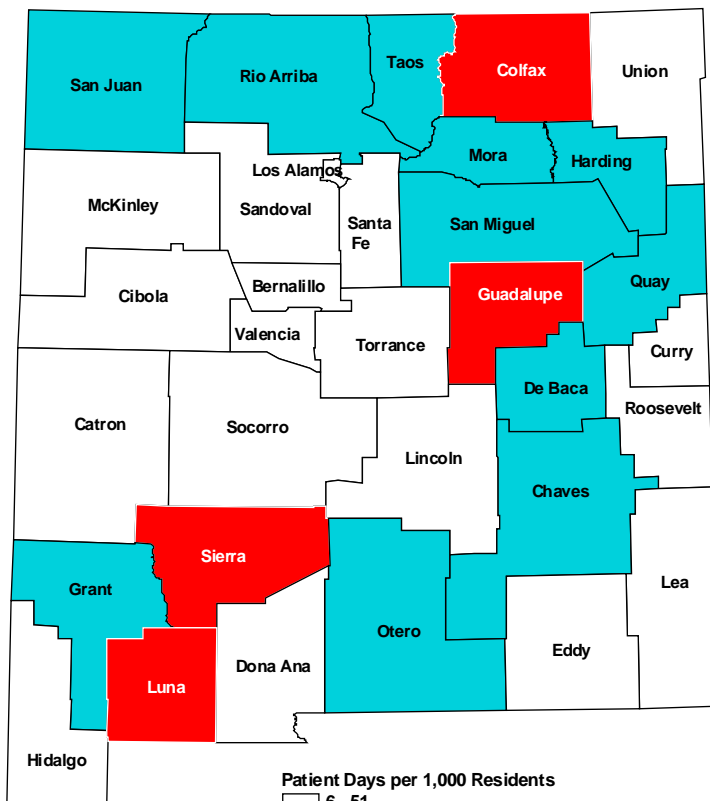 San Juan
Rio Arriba
Taos
Colfax
Union
Mora
Harding
Los Alamos
McKinley
Sandoval
Santa
Fe
San Miguel
Cibola
Bernalillo
Guadalupe
Quay
Valencia
Torrance
Curry
De Baca
Roosevelt
Catron
Socorro
Lincoln
Chaves
Sierra
Grant
Lea
Otero
Eddy
Dona Ana
Luna
Hidalgo
Patient Days per 1,000 Residents
6 - 51